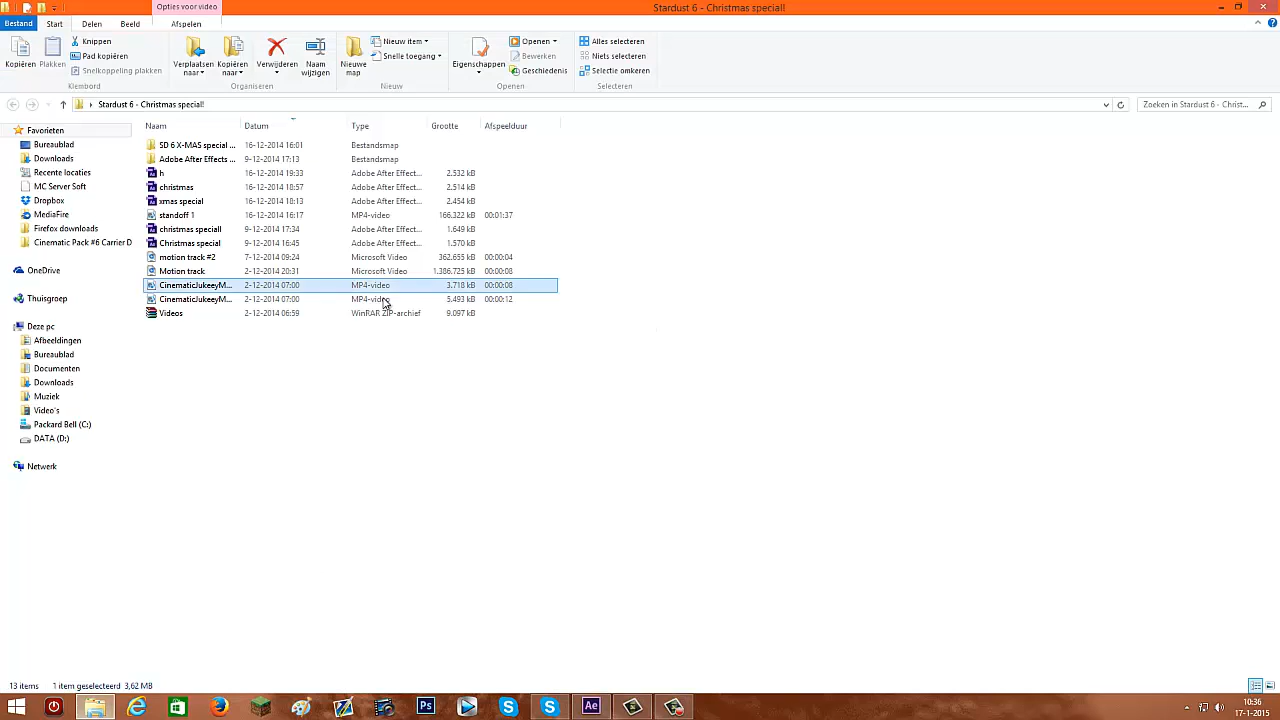 Opties voor video
Stardust 6 - Christmas special!
Bestand Start Delen Beeld Afspelen
Kopiëren
Plakken
Knippen
Pad kopiëren
Snelkoppeling plakken
Klembord
Verplaatsen naar
Kopiëren naar
Verwijderen
Naam wijzigen
Organiseren
Nieuwe map
Nieuw item
Snelle toegang
Nieuw
Eigenschappen
Openen
Bewerken
Geschiedenis
Openen
Alles selecteren
Niets selecteren
Selectie omkeren
Selecteren
Stardust 6 - Christmas special!
Zoeken in Stardust 6 - Christ...
Naam Datum Type Grootte Afspeelduur
SD 6 X-MAS special ... 16-12-2014 16:01 Bestandsmap
Adobe After Effects ... 9-12-2014 17:13 Bestandsmap
h 16-12-2014 19:33 Adobe After Effect... 2.532 kB
christmas 16-12-2014 18:57 Adobe After Effect... 2.514 kB
xmas special 16-12-2014 18:13 Adobe After Effect... 2.454 kB
standoff 1 16-12-2014 16:17 MP4-video 166.322 kB 00:01:37
christmas speciall 9-12-2014 17:34 Adobe After Effect... 1.649 kB
Christmas special 9-12-2014 16:45 Adobe After Effect... 1.570 kB
motion track #2 7-12-2014 09:24 Microsoft Video 362.655 kB 00:00:04
Motion track 2-12-2014 20:31 Microsoft Video 1.386.725 kB 00:00:08
CinematicJukeeyM... 2-12-2014 07:00 MP4-video 3.718 kB 00:00:08
CinematicJukeeyM... 2-12-2014 07:00 MP4-video 5.493 kB 00:00:12
Videos 2-12-2014 06:59 WinRAR ZIP-archief 9.097 kB
Favorieten
Bureaublad
Downloads
Recente locaties
MC Server Soft
Dropbox
MediaFire
Firefox downloads
Cinematic Pack #6 Carrier D
OneDrive
Thuisgroep
Deze pc
Afbeeldingen
Bureaublad
Documenten
Downloads
Muziek
Video's
Packard Bell (C:)
DATA (D:)
Netwerk
13 items 1 item geselecteerd 3,62 MB
Ps
Ae
10:36
17-1-2015